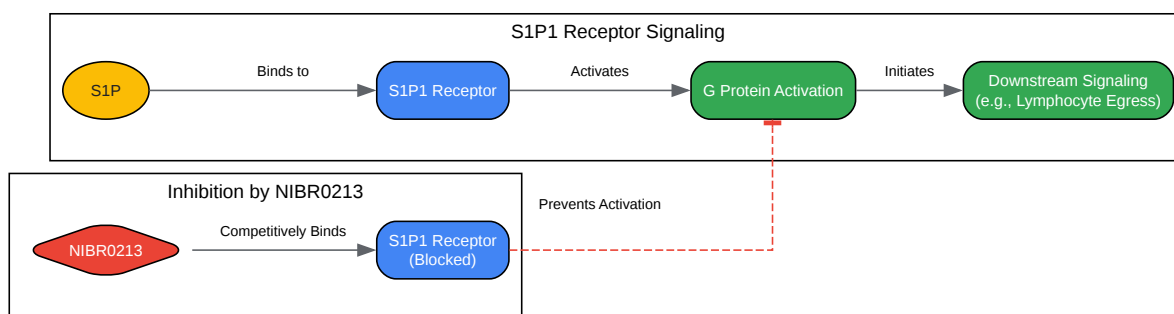 S1P1 Receptor Signaling
S1P
Binds to
S1P1 Receptor
Activates
G Protein Activation
Initiates
Downstream Signaling
(e.g., Lymphocyte Egress)
Inhibition by NIBR0213
NIBR0213
Competitively Binds
S1P1 Receptor
(Blocked)
Prevents Activation